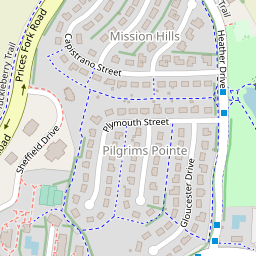 Mission Hills
Trail
Prices Fork Road
Huckleberry Trail
Capistrano Street
Heather Drive
Plymouth Street
Sheffield Drive
Pilgrims Pointe
Gloucester Drive
Road